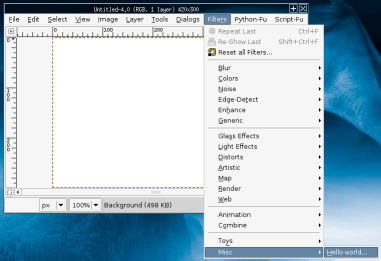 Untitled-4.0 (RGB, 1 layer) 420x300
File Edit Select View Image Layer Tools Dialogs Filters Python-Fu Script-Fu
0 100 200
Repeat Last Ctrl+F
Re-Show Last Shift+Ctrl+F
Reset all Filters...
Blur
Colors
Noise
Edge-Detect
Enhance
Generic
Glass Effects
Light Effects
Distorts
Artistic
Map
Render
Web
Animation
Combine
Toys
Misc Hello world...
px 100% Background (498 KB)